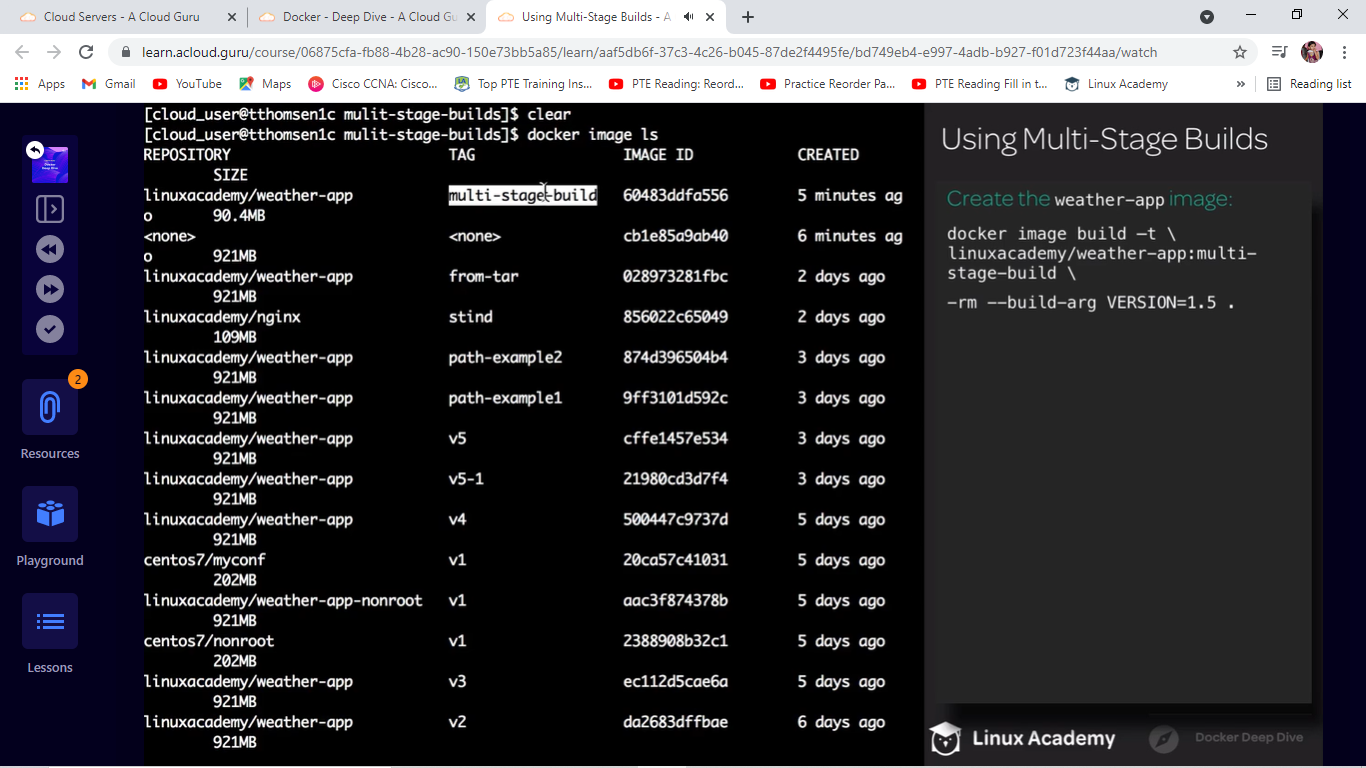 Cloud Servers - A Cloud Guru
Docker - Deep Dive - A Cloud Gu
Using Multi-Stage Builds - A
learn.acloud.guru/course/06875cfa-fb88-4b28-ac90-150e73bb5a85/learn/aaf5db6f-37c3-4c26-b045-87de2f4495fe/bd749eb4-e997-4adb-b927-f01d723f44aa/watch
Apps
Gmail
YouTube
Maps
Cisco CCNA: Cisco...
Top PTE Training Ins...
PTE Reading: Reord...
Practice Reorder Pa...
PTE Reading Fill in t...
Linux Academy
»
Reading list
Docker
Deep Dive
2
Resources
Playground
Lessons
[cloud_user@tthomsen1c mulit-stage-builds]$ clear
[cloud_user@tthomsen1c mulit-stage-builds]$ docker image ls
REPOSITORY TAG IMAGE ID CREATED
SIZE
linuxacademy/weather-app multi-stage-build 60483ddfa556 5 minutes ag
o 90.4MB
<none> <none> cb1e85a9ab40 6 minutes ag
o 921MB
linuxacademy/weather-app from-tar 028973281fbc 2 days ago
921MB
linuxacademy/nginx stind 856022c65049 2 days ago
109MB
linuxacademy/weather-app path-example2 874d396504b4 3 days ago
921MB
linuxacademy/weather-app path-example1 9ff3101d592c 3 days ago
921MB
linuxacademy/weather-app v5 cffe1457e534 3 days ago
921MB
linuxacademy/weather-app v5-1 21980cd3d7f4 3 days ago
921MB
linuxacademy/weather-app v4 500447c9737d 5 days ago
921MB
centos7/myconf v1 20ca57c41031 5 days ago
202MB
linuxacademy/weather-app-nonroot v1 aac3f874378b 5 days ago
921MB
centos7/nonroot v1 2388908b32c1 5 days ago
202MB
linuxacademy/weather-app v3 ec112d5cae6a 5 days ago
921MB
linuxacademy/weather-app v2 da2683dffbae 6 days ago
921MB
Using Multi-Stage Builds
Create the weather-app image:
docker image build –t \
linuxacademy/weather-app:multi-
stage-build \
–rm --build-arg VERSION=1.5 .
Linux Academy
Docker Deep Dive